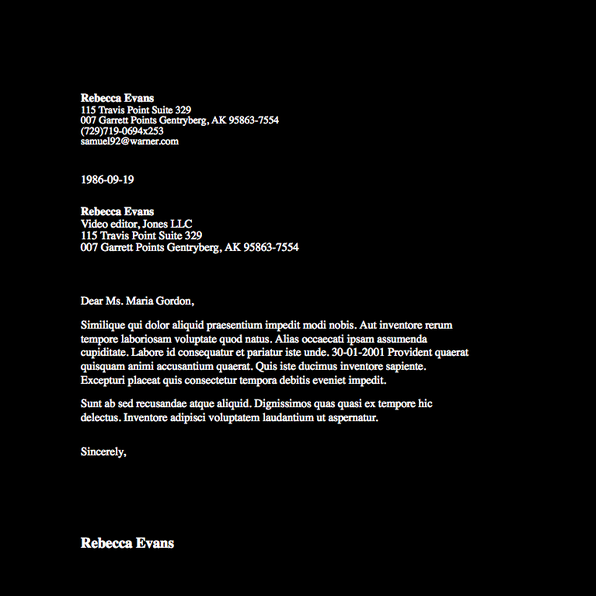 Rebecca Evans
115 Travis Point Suite 329
007 Garrett Points Gentryberg, AK 95863-7554
(729)719-0694x253
samuel92@warner.com
1986-09-19
Rebecca Evans
Video editor, Jones LLC
115 Travis Point Suite 329
007 Garrett Points Gentryberg, AK 95863-7554
Dear Ms. Maria Gordon,
Similique qui dolor aliquid praesentium impedit modi nobis. Aut inventore rerum
tempore laboriosam voluptate quod natus. Alias occaecati ipsam assumenda
cupiditate. Labore id consequatur et pariatur iste unde. 30-01-2001 Provident quaerat
quisquam animi accusantium quaerat. Quis iste ducimus inventore sapiente.
Excepturi placeat quis consectetur tempora debitis eveniet impedit.
Sunt ab sed recusandae atque aliquid. Dignissimos quas quasi ex tempore hic
delectus. Inventore adipisci voluptatem laudantium ut aspernatur.
Sincerely,
Rebecca Evans